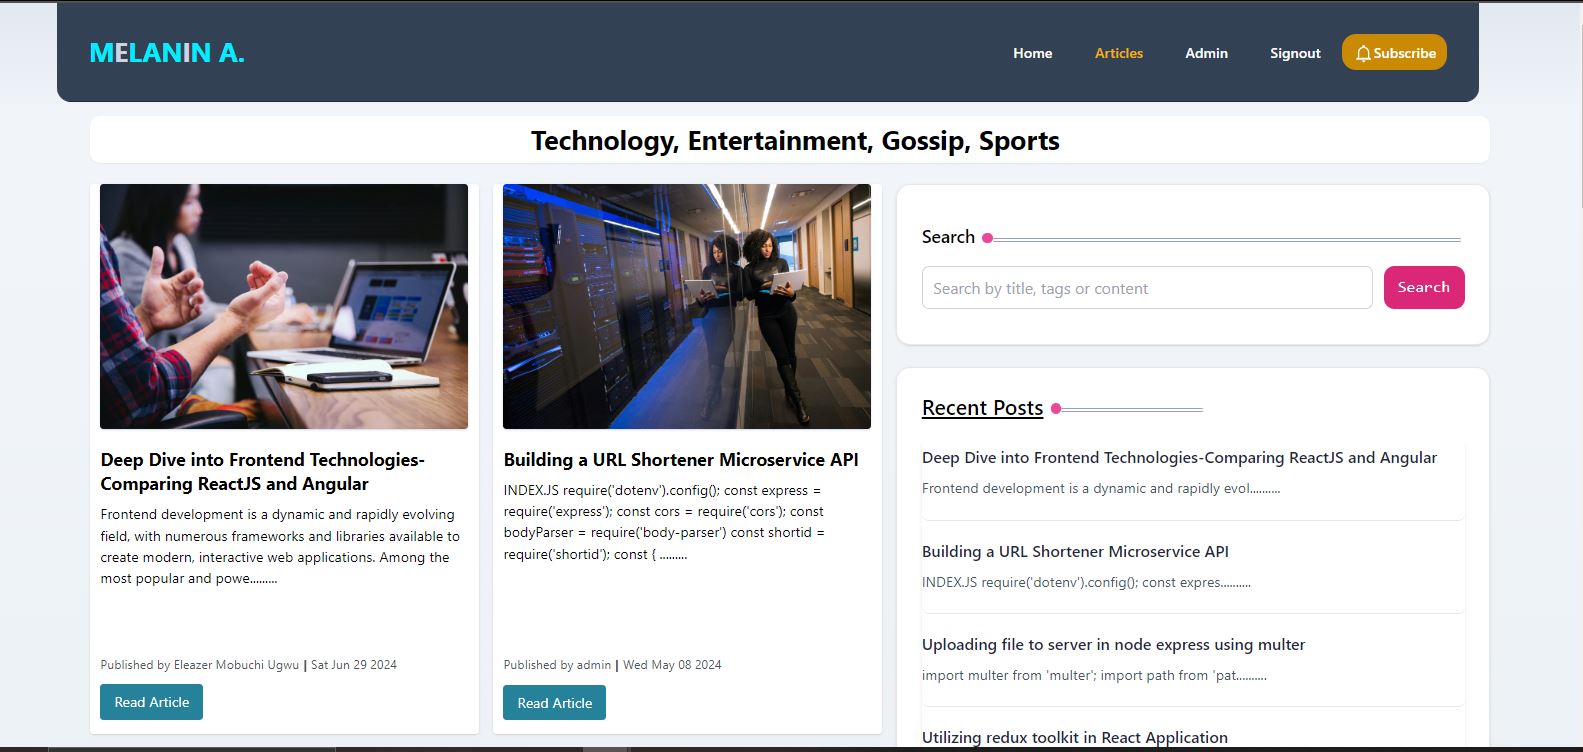 MELANIN A.
Home
Articles
Admin
Signout
Subscribe
Technology, Entertainment, Gossip, Sports
Deep Dive into Frontend Technologies-
Comparing ReactJS and Angular
Frontend development is a dynamic and rapidly evolving
field, with numerous frameworks and libraries available to
create modern, interactive web applications. Among the
most popular and powe.........
Published by Eleazer Mobuchi Ugwu | Sat Jun 29 2024
Read Article
Building a URL Shortener Microservice API
INDEX.JS require('dotenv').config(); const express =
require('express'); const cors = require('cors'); const
bodyParser = require('body-parser') const shortid =
require('shortid'); const { .........
Published by admin | Wed May 08 2024
Read Article
Search
Search by title, tags or content
Search
Recent Posts
Deep Dive into Frontend Technologies-Comparing ReactJS and Angular
Frontend development is a dynamic and rapidly evol..........
Building a URL Shortener Microservice API
INDEX.JS require('dotenv').config(); const expres..........
Uploading file to server in node express using multer
import multer from 'multer'; import path from 'pat..........
Utilizing redux toolkit in React Application